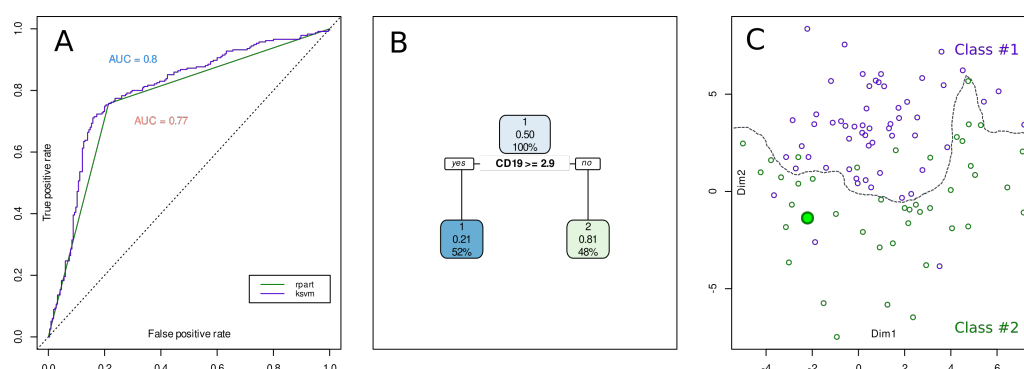 A
AUC = 0.8
AUC = 0.77
True positive rate
False positive rate
rpart
ksvm
0.0
0.2
0.4
0.6
0.8
1.0
0.0
0.2
0.4
0.6
0.8
1.0
B
1
0.50
100%
yes
CD19 >= 2.9
no
1
0.21
52%
2
0.81
48%
C
Class #1
Class #2
Dim2
Dim1
5
0
-5
-4
0
2
4
6